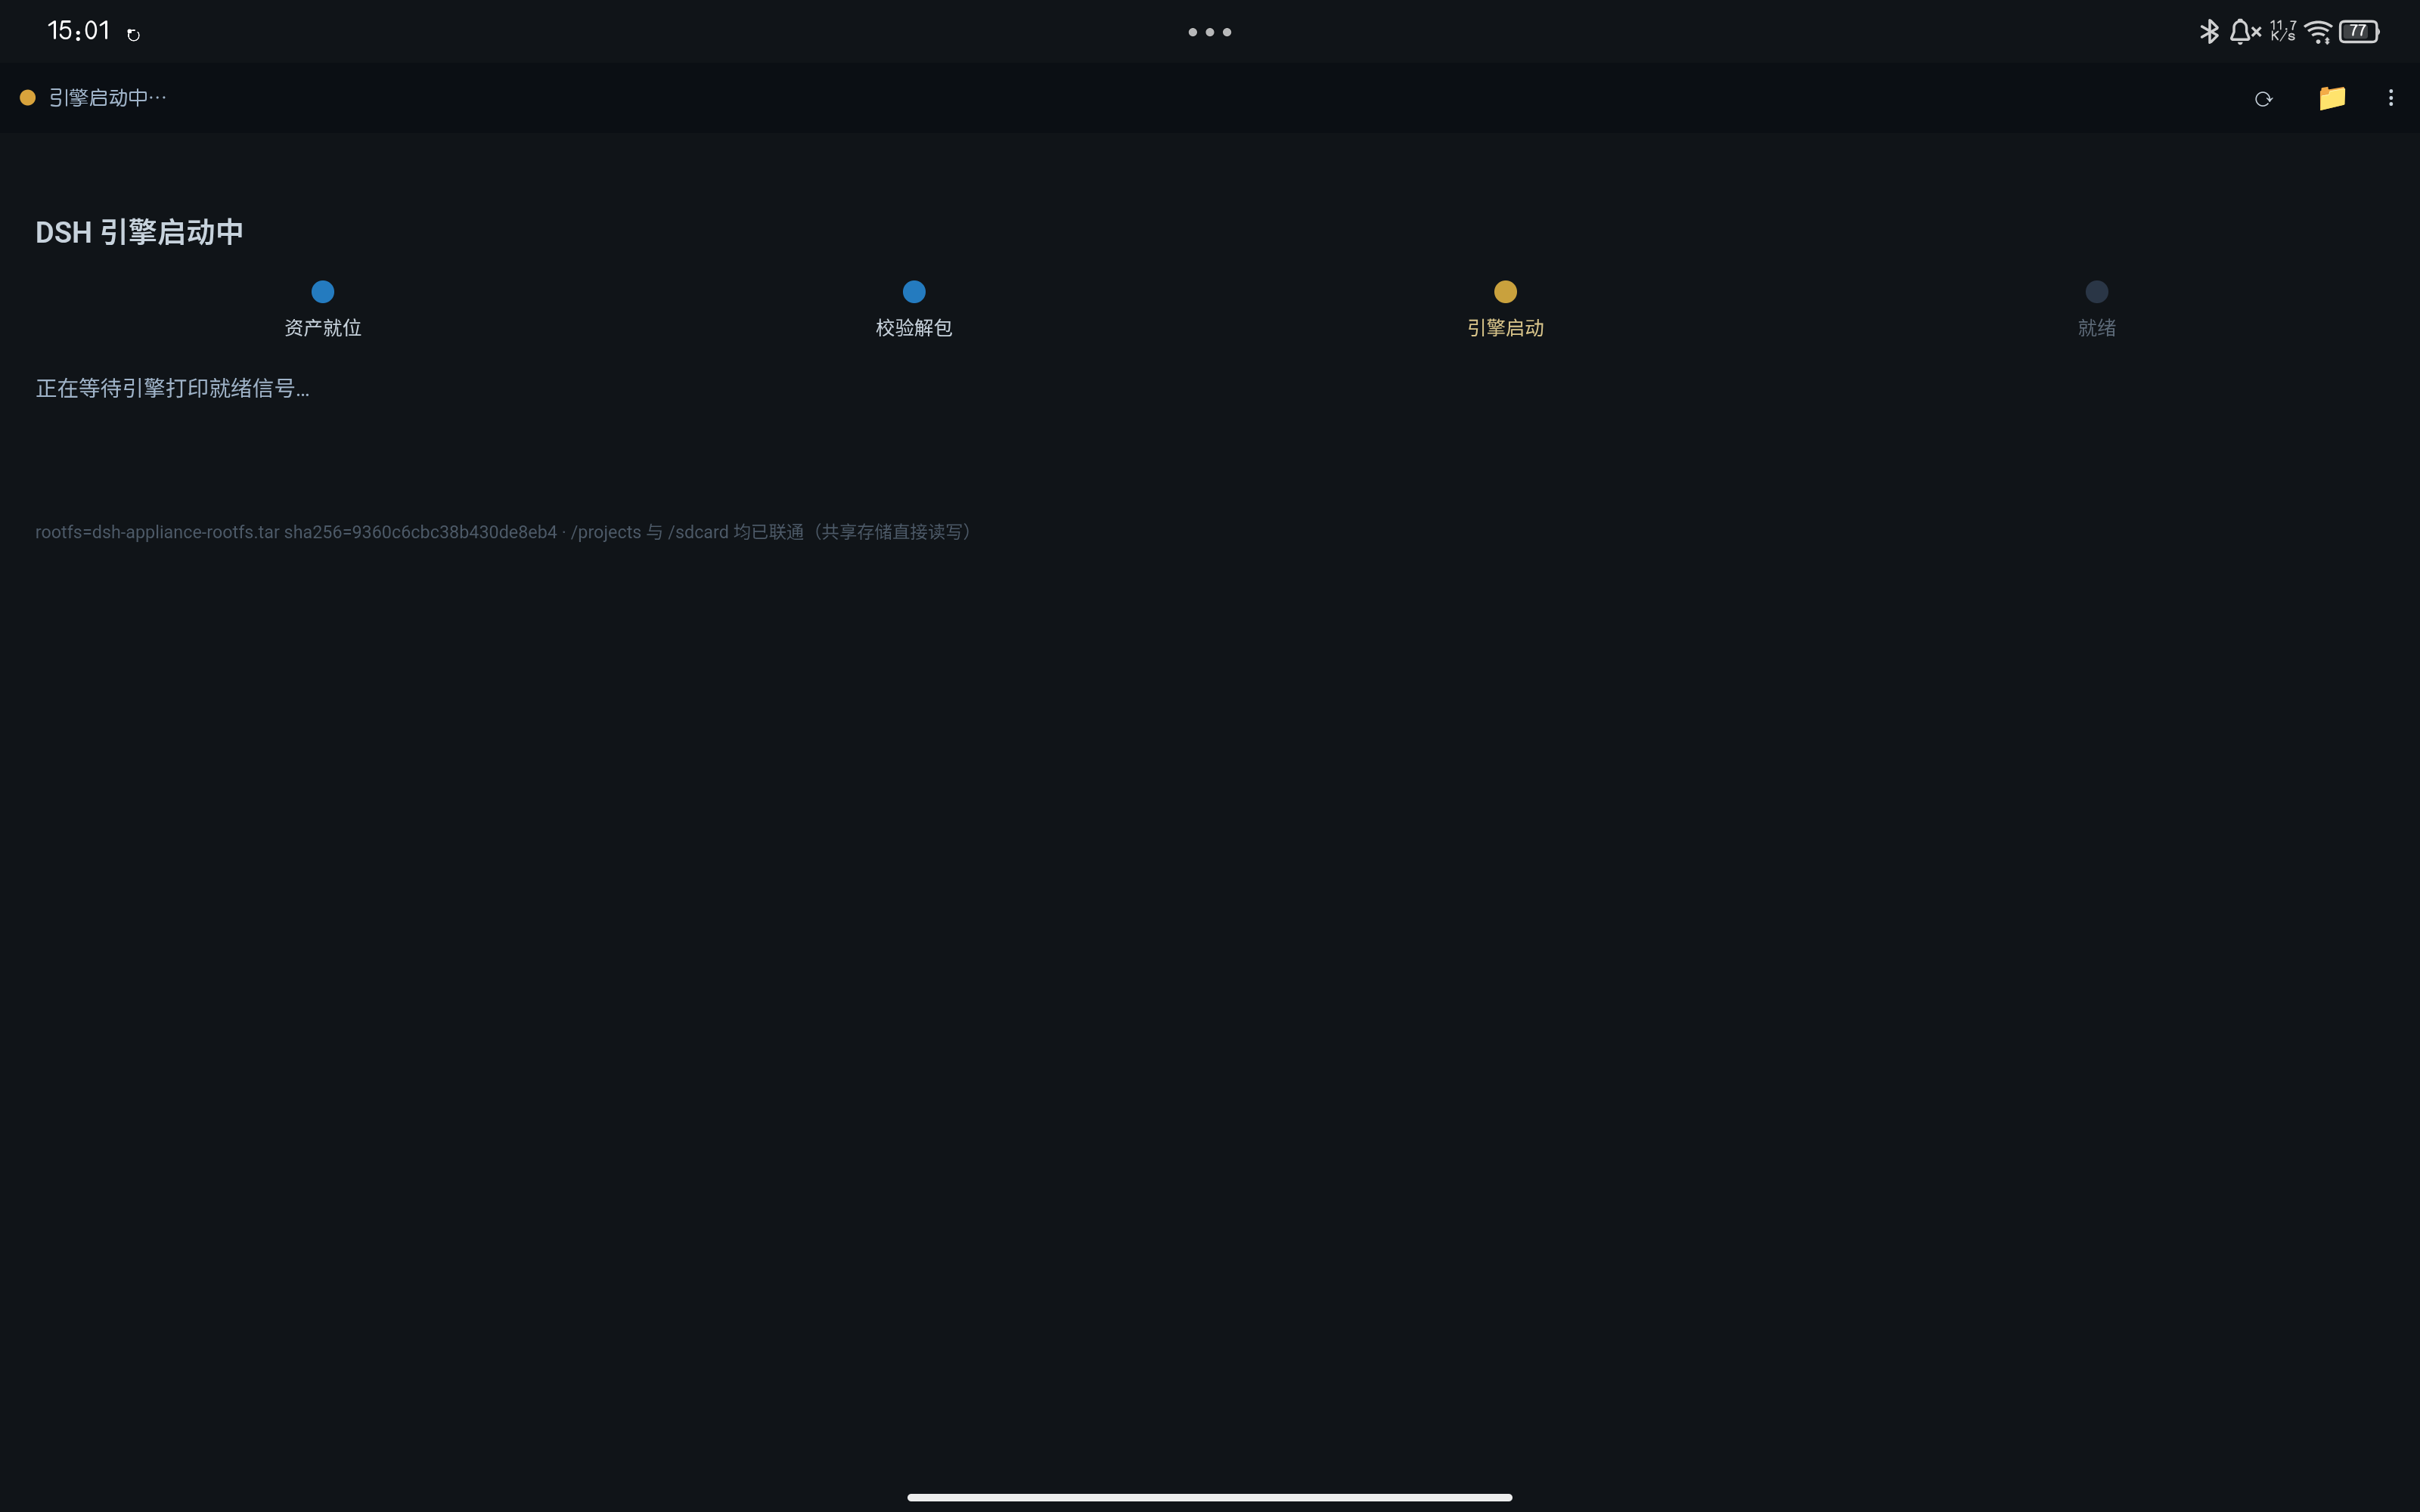 15:01
11.7 K/s
77
引擎启动中…
DSH 引擎启动中
资产就位
校验解包
引擎启动
就绪
正在等待引擎打印就绪信号...
rootfs=dsh-appliance-rootfs.tar sha256=9360c6cbc38b430de8eb4 · /projects 与 /sdcard 均已联通（共享存储直接读写）